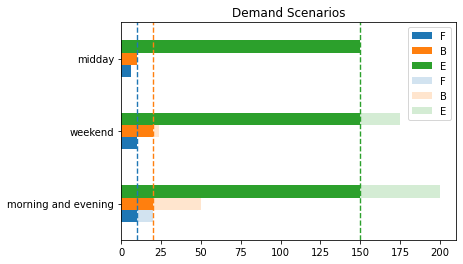 Demand Scenarios
midday
weekend
morning and evening
F
B
E
F
B
E
0 25 50 75 100 125 150 175 200